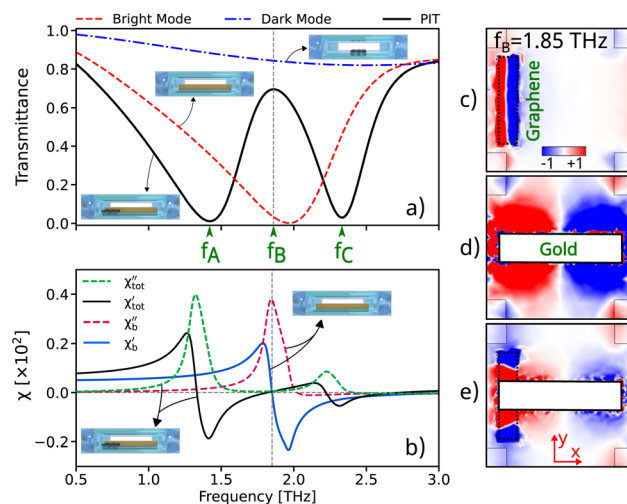 Bright Mode Dark Mode PIT
Transmittance
1.0
0.8
0.6
0.4
0.2
0.0
a)
f_A f_B f_C
χ [×10²]
0.4
0.2
0.0
−0.2
χ″_tot
χ′_tot
χ″_b
χ′_b
b)
0.5 1.0 1.5 2.0 2.5 3.0
Frequency [THz]
f_B=1.85 THz
c)
Graphene
-1 +1
d)
Gold
e)
y
x